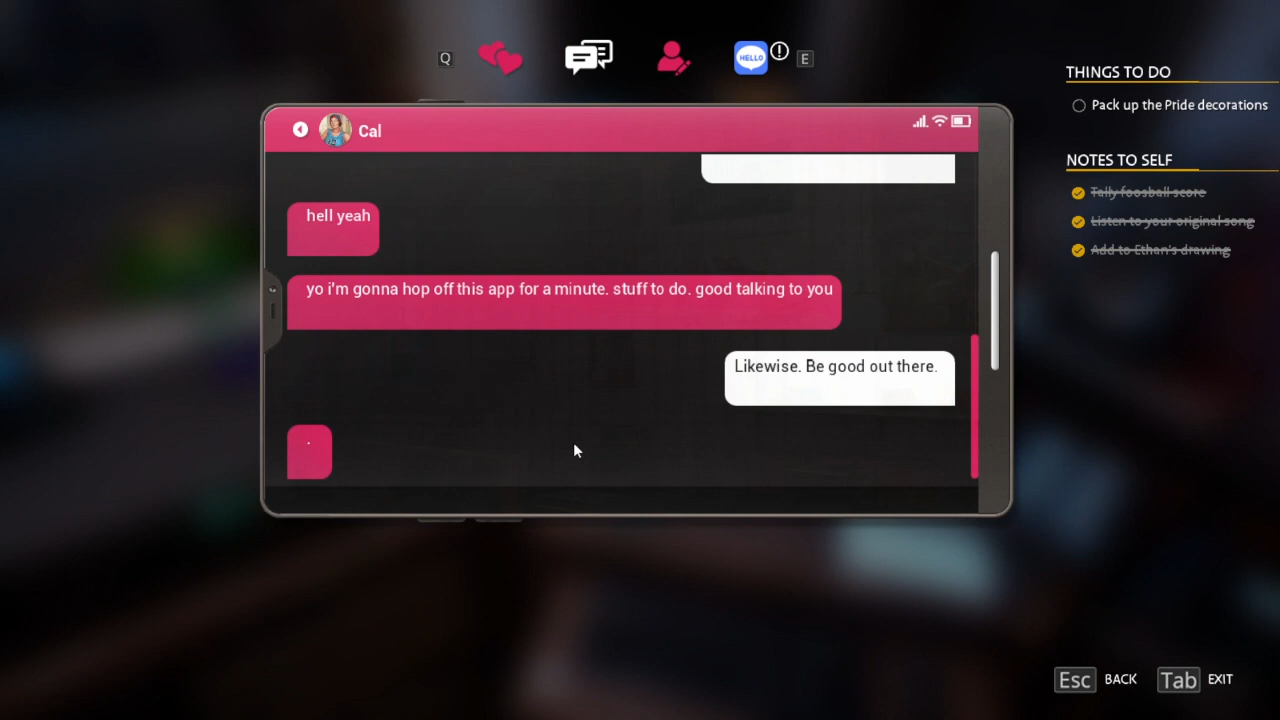 Q
HELLO
!
E
THINGS TO DO
Pack up the Pride decorations
Cal
NOTES TO SELF
Tally foosball score
hell yeah
Listen to your original song
Add to Ethan's drawing
yo i'm gonna hop off this app for a minute. stuff to do. good talking to you
Likewise. Be good out there.
.
Esc BACK Tab EXIT